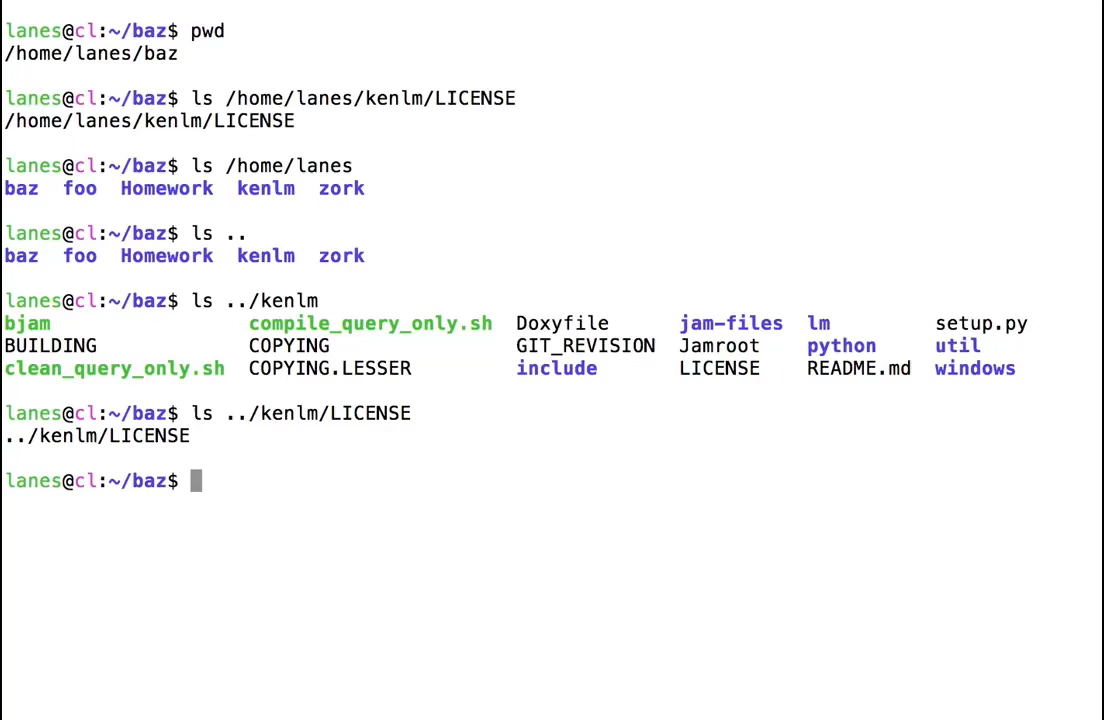 lanes@cl:~/baz$ pwd
/home/lanes/baz
lanes@cl:~/baz$ ls /home/lanes/kenlm/LICENSE
/home/lanes/kenlm/LICENSE
lanes@cl:~/baz$ ls /home/lanes
baz  foo  Homework  kenlm  zork
lanes@cl:~/baz$ ls ..
baz  foo  Homework  kenlm  zork
lanes@cl:~/baz$ ls ../kenlm
bjam                 compile_query_only.sh  Doxyfile      jam-files  lm         setup.py
BUILDING             COPYING                GIT_REVISION  Jamroot    python     util
clean_query_only.sh  COPYING.LESSER         include       LICENSE    README.md  windows
lanes@cl:~/baz$ ls ../kenlm/LICENSE
../kenlm/LICENSE
lanes@cl:~/baz$